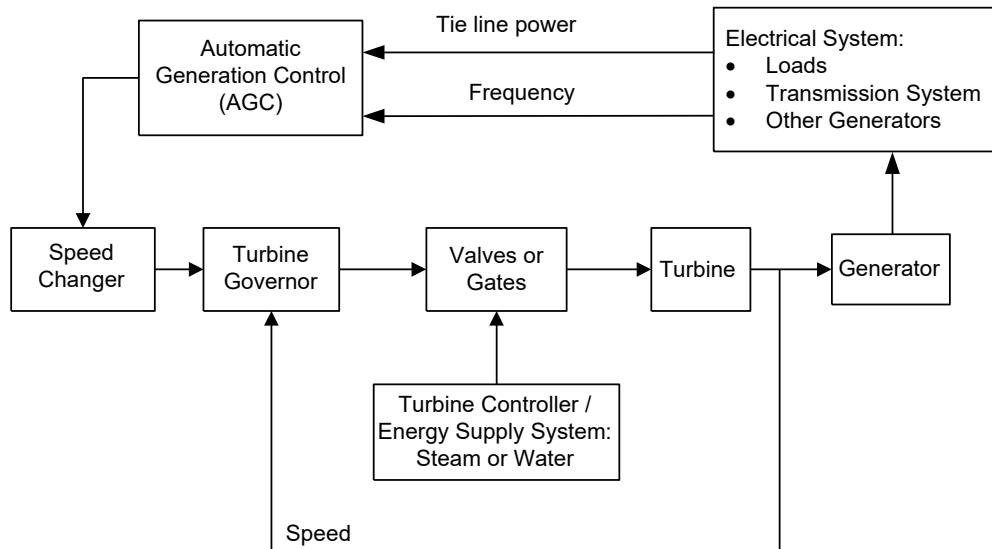 Tie line power
Automatic
Generation Control
(AGC)
Electrical System:
• Loads
• Transmission System
• Other Generators
Frequency
Speed
Changer
Turbine
Governor
Valves or
Gates
Turbine
Generator
Turbine Controller /
Energy Supply System:
Steam or Water
Speed